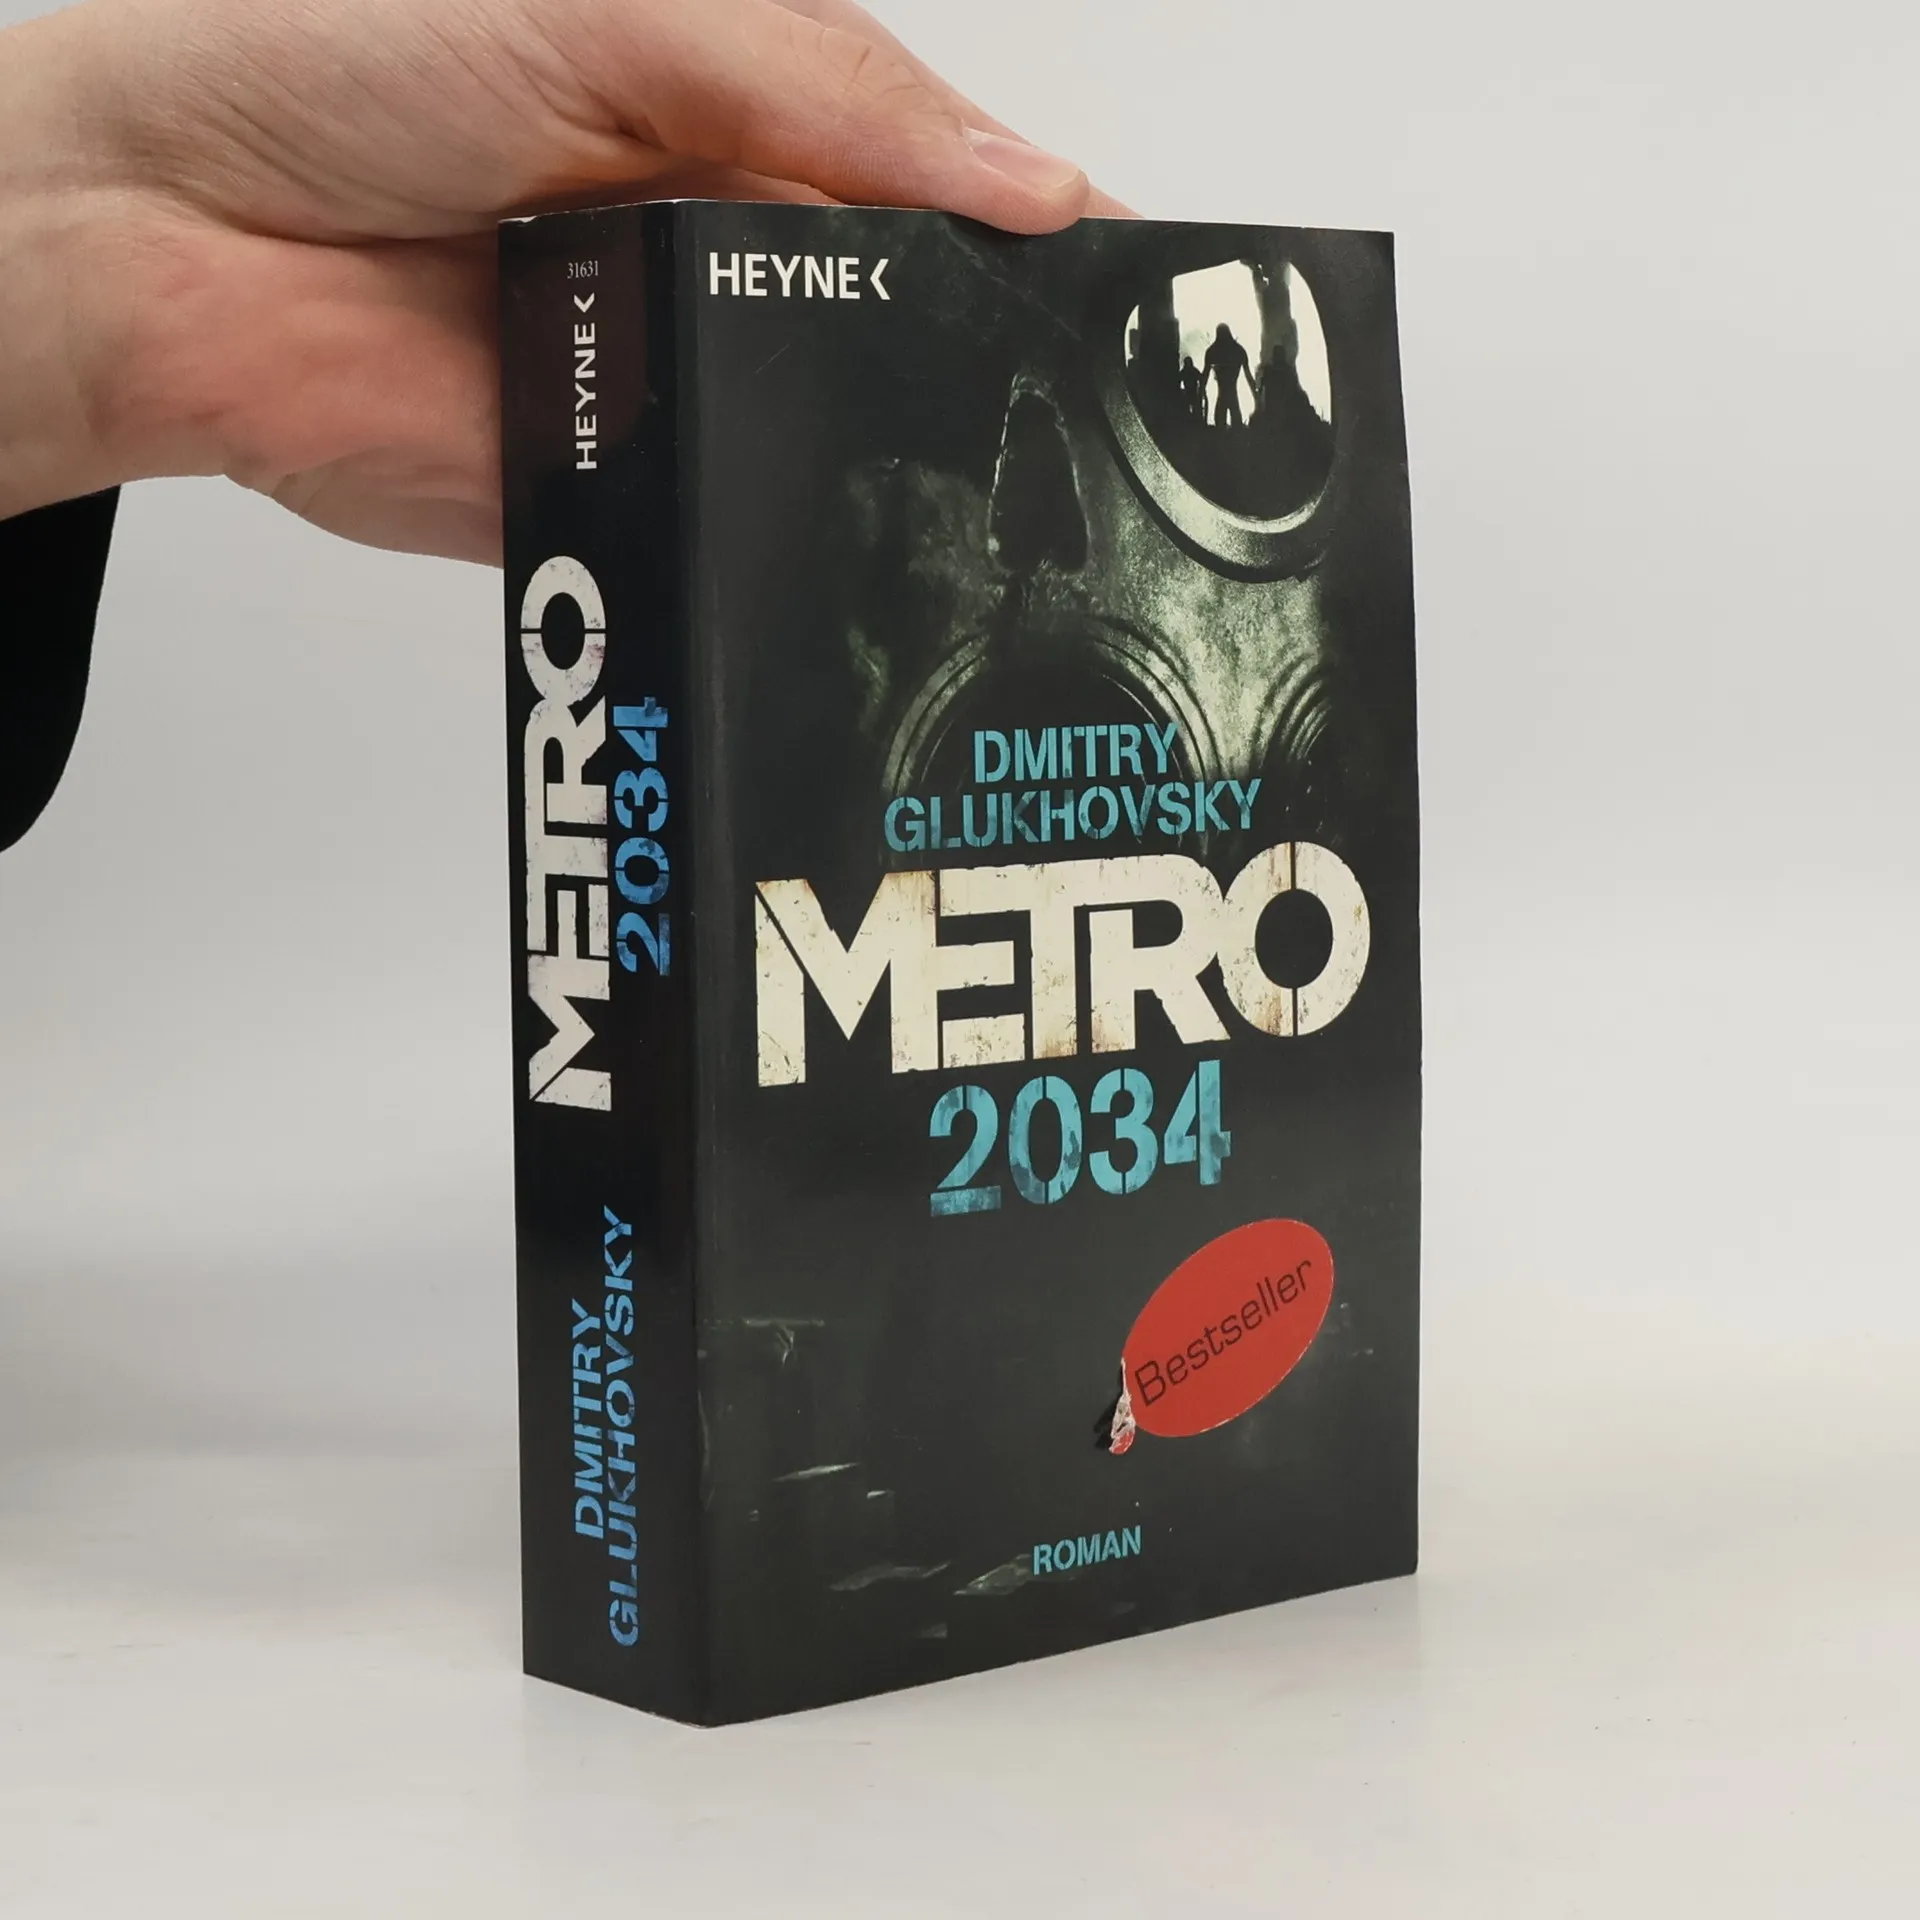 31631
HEYNE<
METRO
2034
DMITRY
GLUKHOVSKY
HEYNE<
DMITRY
GLUKHOVSKY
METRO
2034
Bestseller
ROMAN